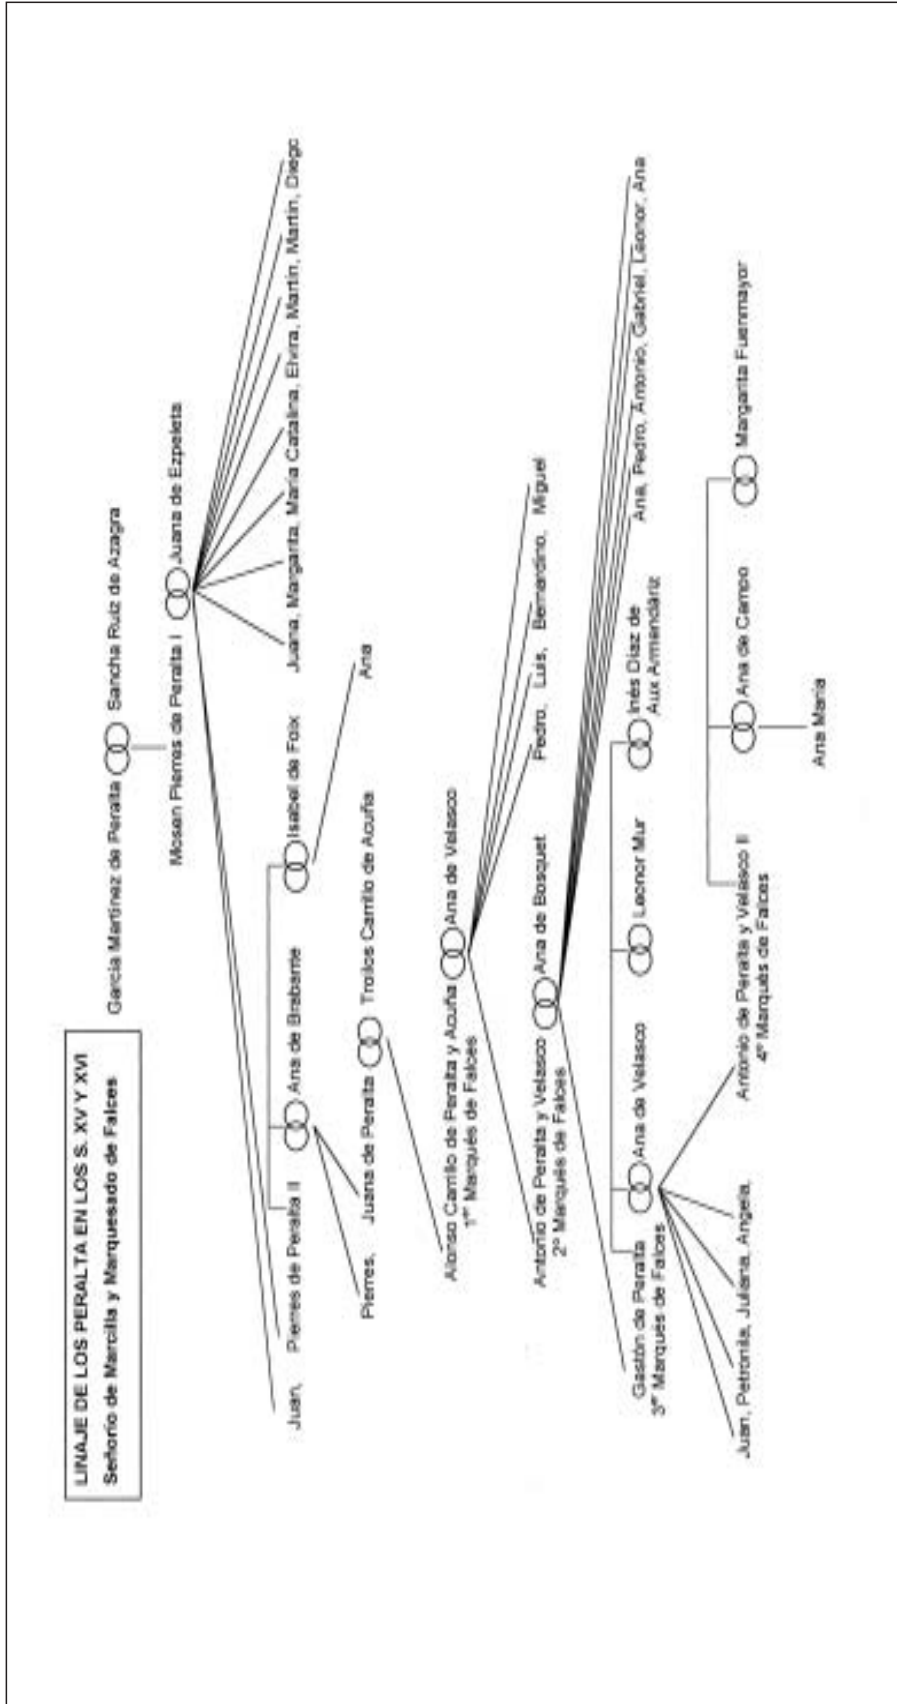 LINAJE DE LOS PERALTA EN LOS S. XV Y XVI
Señorío de Marcilla y Marquesado de Falces
García Martínez de Peralta Sancha Ruiz de Azagra
Mosen Pierres de Peralta I Juana de Ezpeleta
Juan, Pierres de Peralta II Ana de Brabante Isabel de Foix Juana, Margarita, María Catalina, Elvira, Martín, Martín, Diego
Pierres, Juana de Peralta Troilos Carrillo de Acuña Ana
Alonso Carrillo de Peralta y Acuña Ana de Velasco
1er Marqués de Falces
Antonio de Peralta y Velasco Ana de Bosquet Pedro, Luis, Bernardino, Miguel
2º Marqués de Falces
Gastón de Peralta Ana de Velasco Leonor Mur Inés Díaz de Ana, Pedro, Antonio, Gabriel, Leonor, Ana
3er Marqués de Falces Aux Armendáriz
Juan, Petronila, Juliana, Angela, Antonio de Peralta y Velasco II Ana de Campo Margarita Fuenmayor
4º Marqués de Falces
Ana María